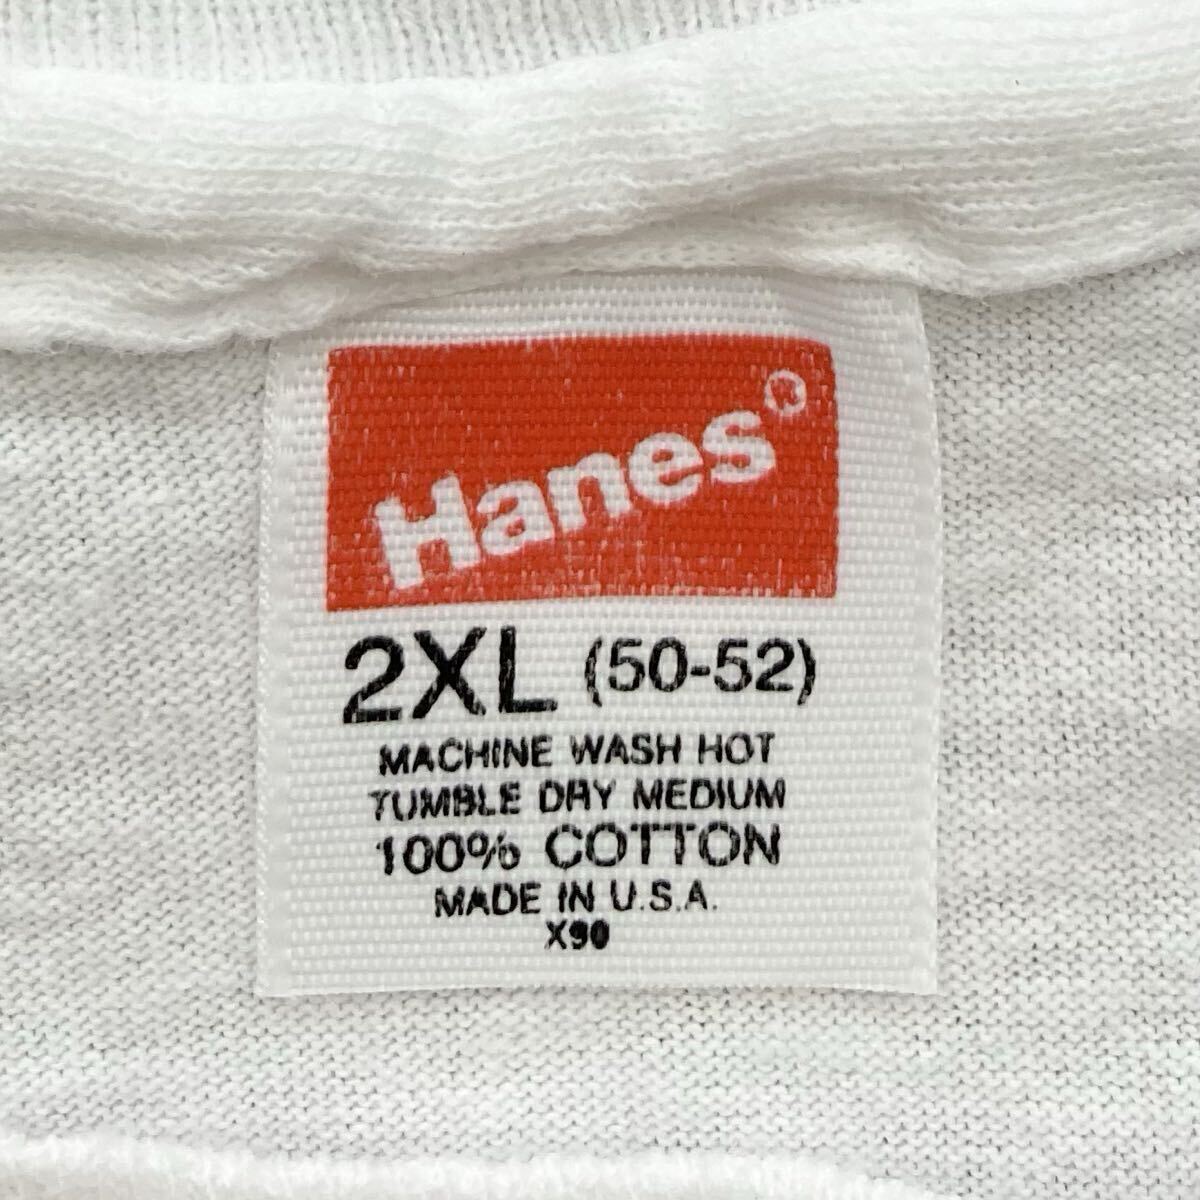 Hanes®
2XL (50-52)
MACHINE WASH HOT
TUMBLE DRY MEDIUM
100% COTTON
MADE IN U.S.A.
X90